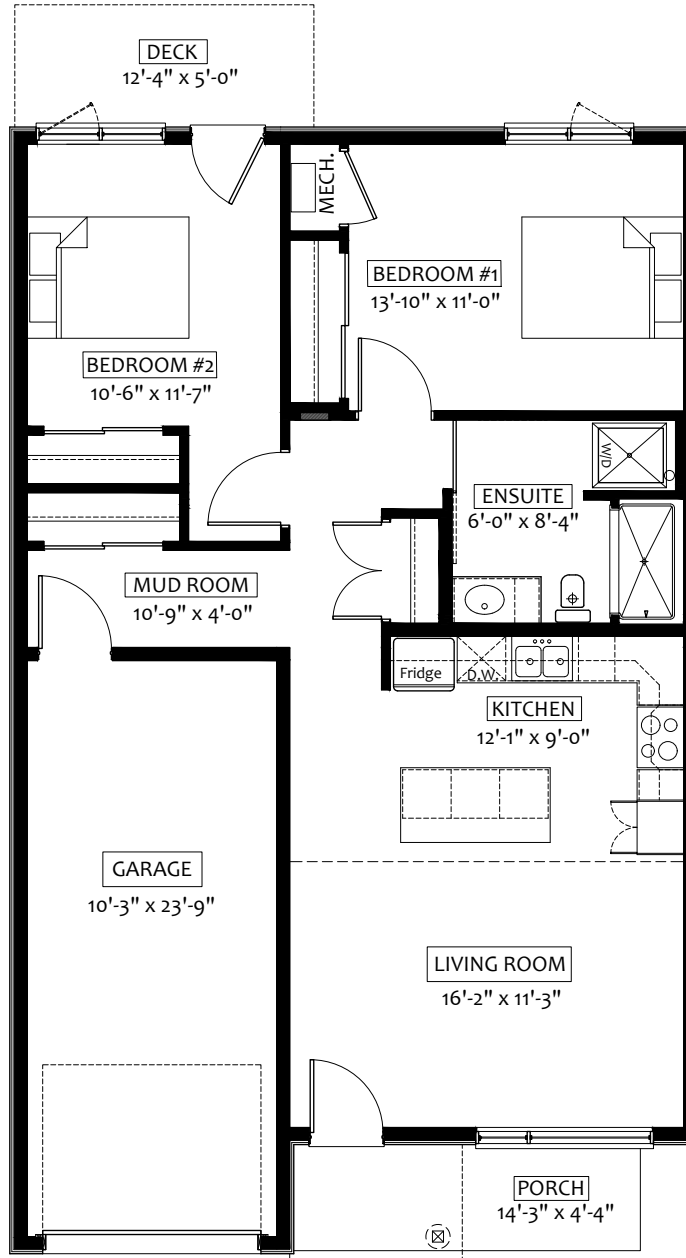 DECK
12'-4" x 5'-0"
MECH.
BEDROOM #1
13'-10" x 11'-0"
BEDROOM #2
10'-6" x 11'-7"
W/D
ENSUITE
6'-0" x 8'-4"
MUD ROOM
10'-9" x 4'-0"
Fridge
D.W.
KITCHEN
12'-1" x 9'-0"
GARAGE
10'-3" x 23'-9"
LIVING ROOM
16'-2" x 11'-3"
PORCH
14'-3" x 4'-4"